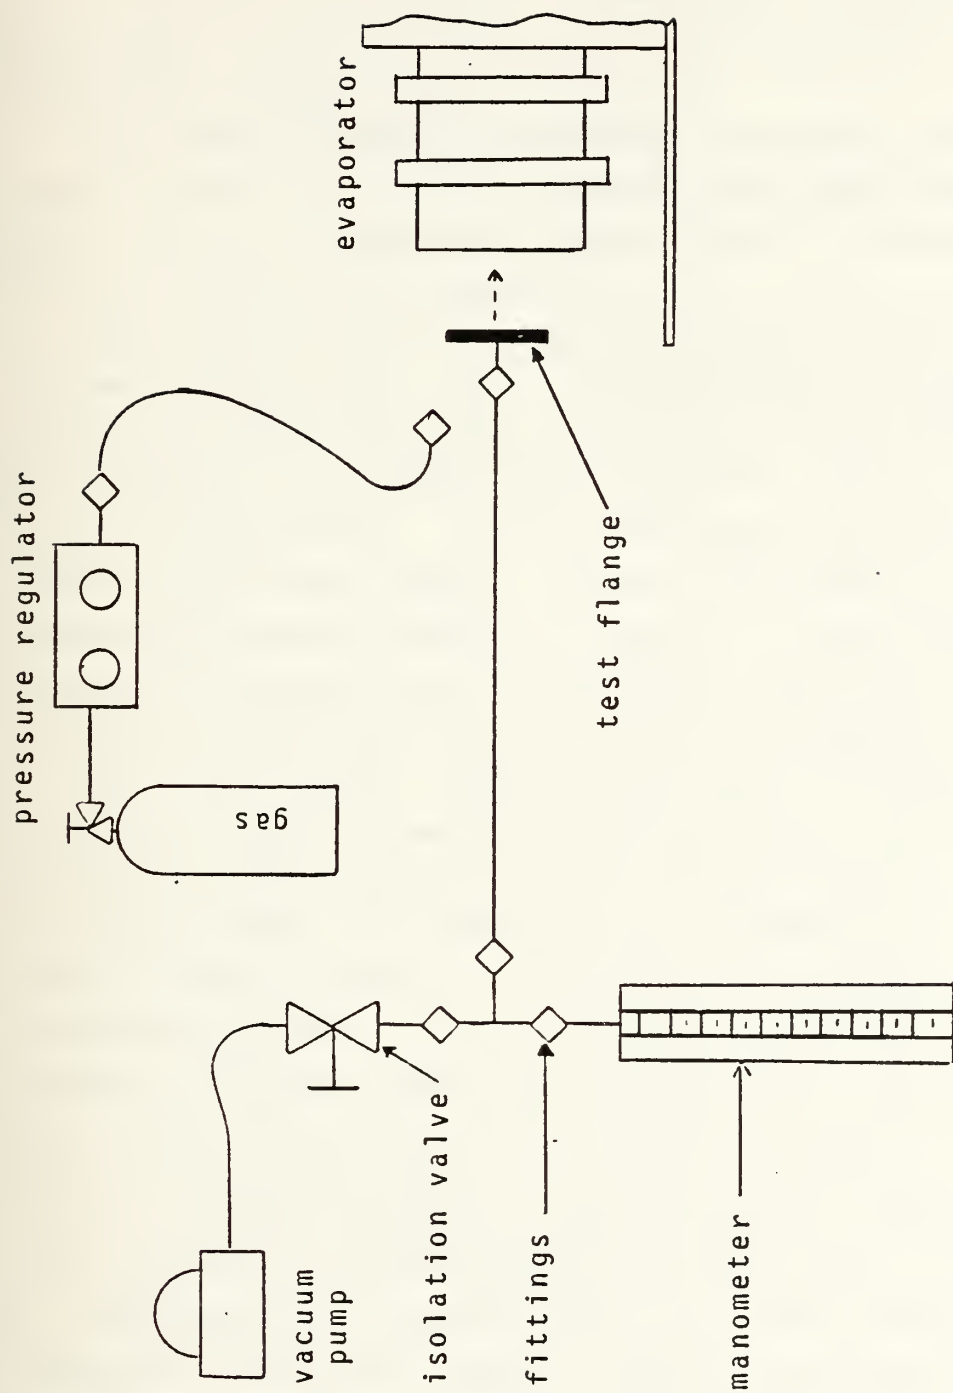 pressure regulator
evaporator
gas
test flange
vacuum
pump
isolation valve
fittings
manometer